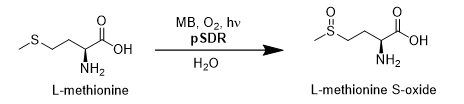 MB, O₂, hν
pSDR
H₂O
S
O
OH
NH₂
L-methionine
O
S
O
OH
NH₂
L-methionine S-oxide